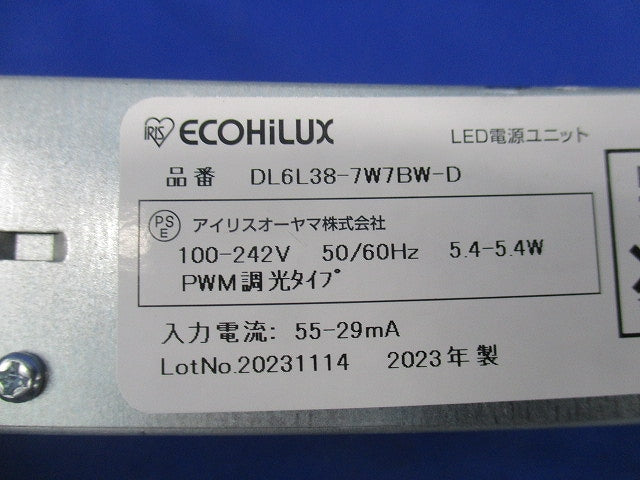 IRIS ECOHiLUX LED電源ユニット
品番 DL6L38-7W7BW-D
PS E アイリスオーヤマ株式会社
100-242V 50/60Hz 5.4-5.4W
PWM調光タイプ
入力電流: 55-29mA
LotNo.20231114 2023年製